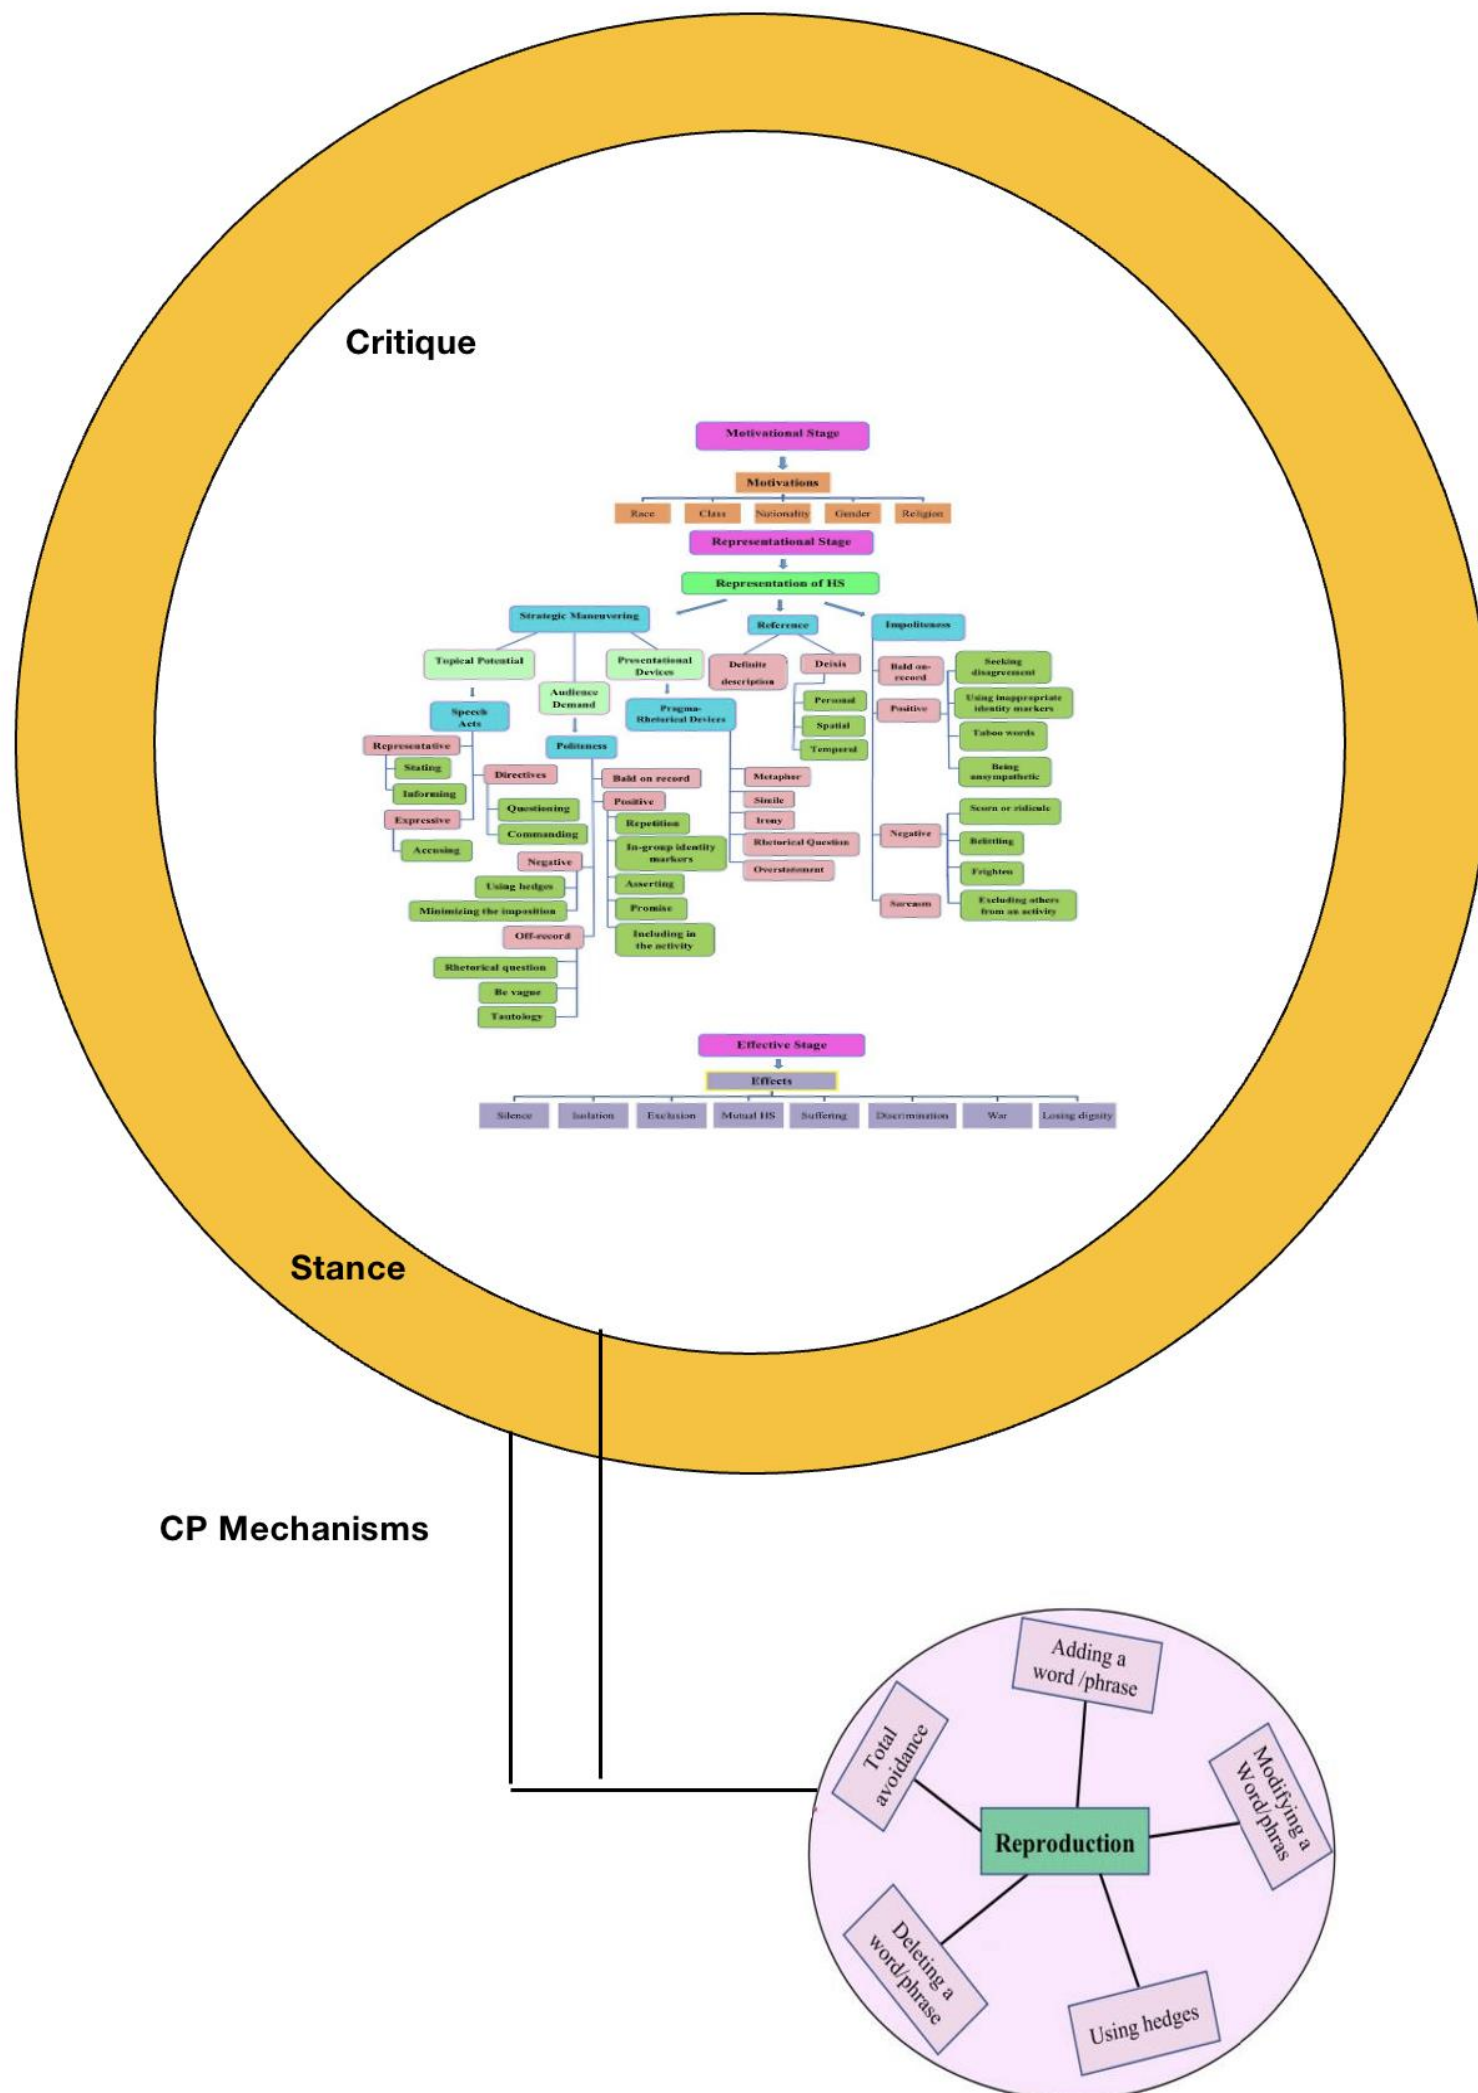 Critique
Motivational Stage
Motivations
Race
Class
Nationality
Gender
Religion
Representational Stage
Representation of HS
Strategic Maneuvering
Reference
Impoliteness
Topical Potential
Audience
Demand
Presentational
Devices
Definite
description
Deixis
Personal
Spatial
Temporal
Speech
Acts
Representative
Stating
Informing
Expressive
Accusing
Directives
Questioning
Commanding
Politeness
Bald on record
Positive
Repetition
In-group identity
markers
Asserting
Promise
Including in
the activity
Negative
Using hedges
Minimizing the imposition
Off-record
Rhetorical question
Be vague
Tautology
Pragma-
Rhetorical Devices
Metaphor
Simile
Irony
Rhetorical Question
Overstatement
Bald on-
record
Positive
Seeking
disagreement
Using inappropriate
identity markers
Taboo words
Being
unsympathetic
Negative
Scorn or ridicule
Belittling
Frighten
Excluding others
from an activity
Sarcasm
Effective Stage
Effects
Silence
Isolation
Exclusion
Mutual HS
Suffering
Discrimination
War
Losing dignity
Stance
CP Mechanisms
Adding a
word /phrase
Total
avoidance
Modifying a
Word/phras
Reproduction
Deleting a
word/phrase
Using hedges